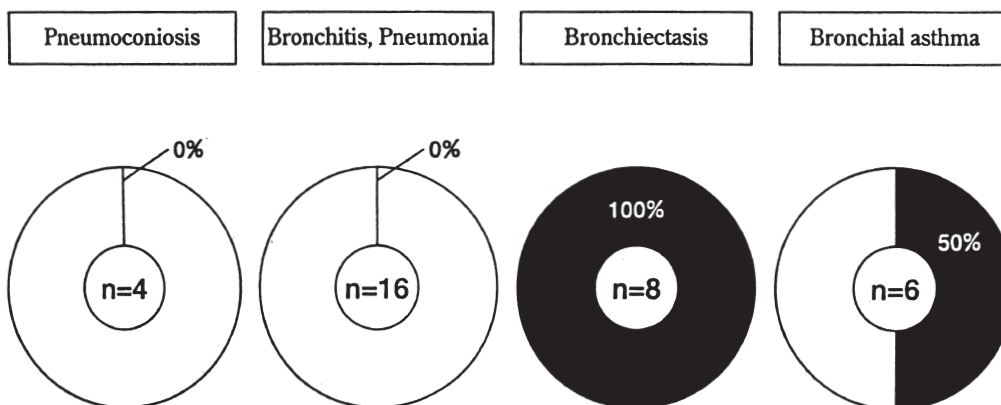 Pneumoconiosis
Bronchitis, Pneumonia
Bronchiectasis
Bronchial asthma
0%
0%
100%
50%
n=4
n=16
n=8
n=6